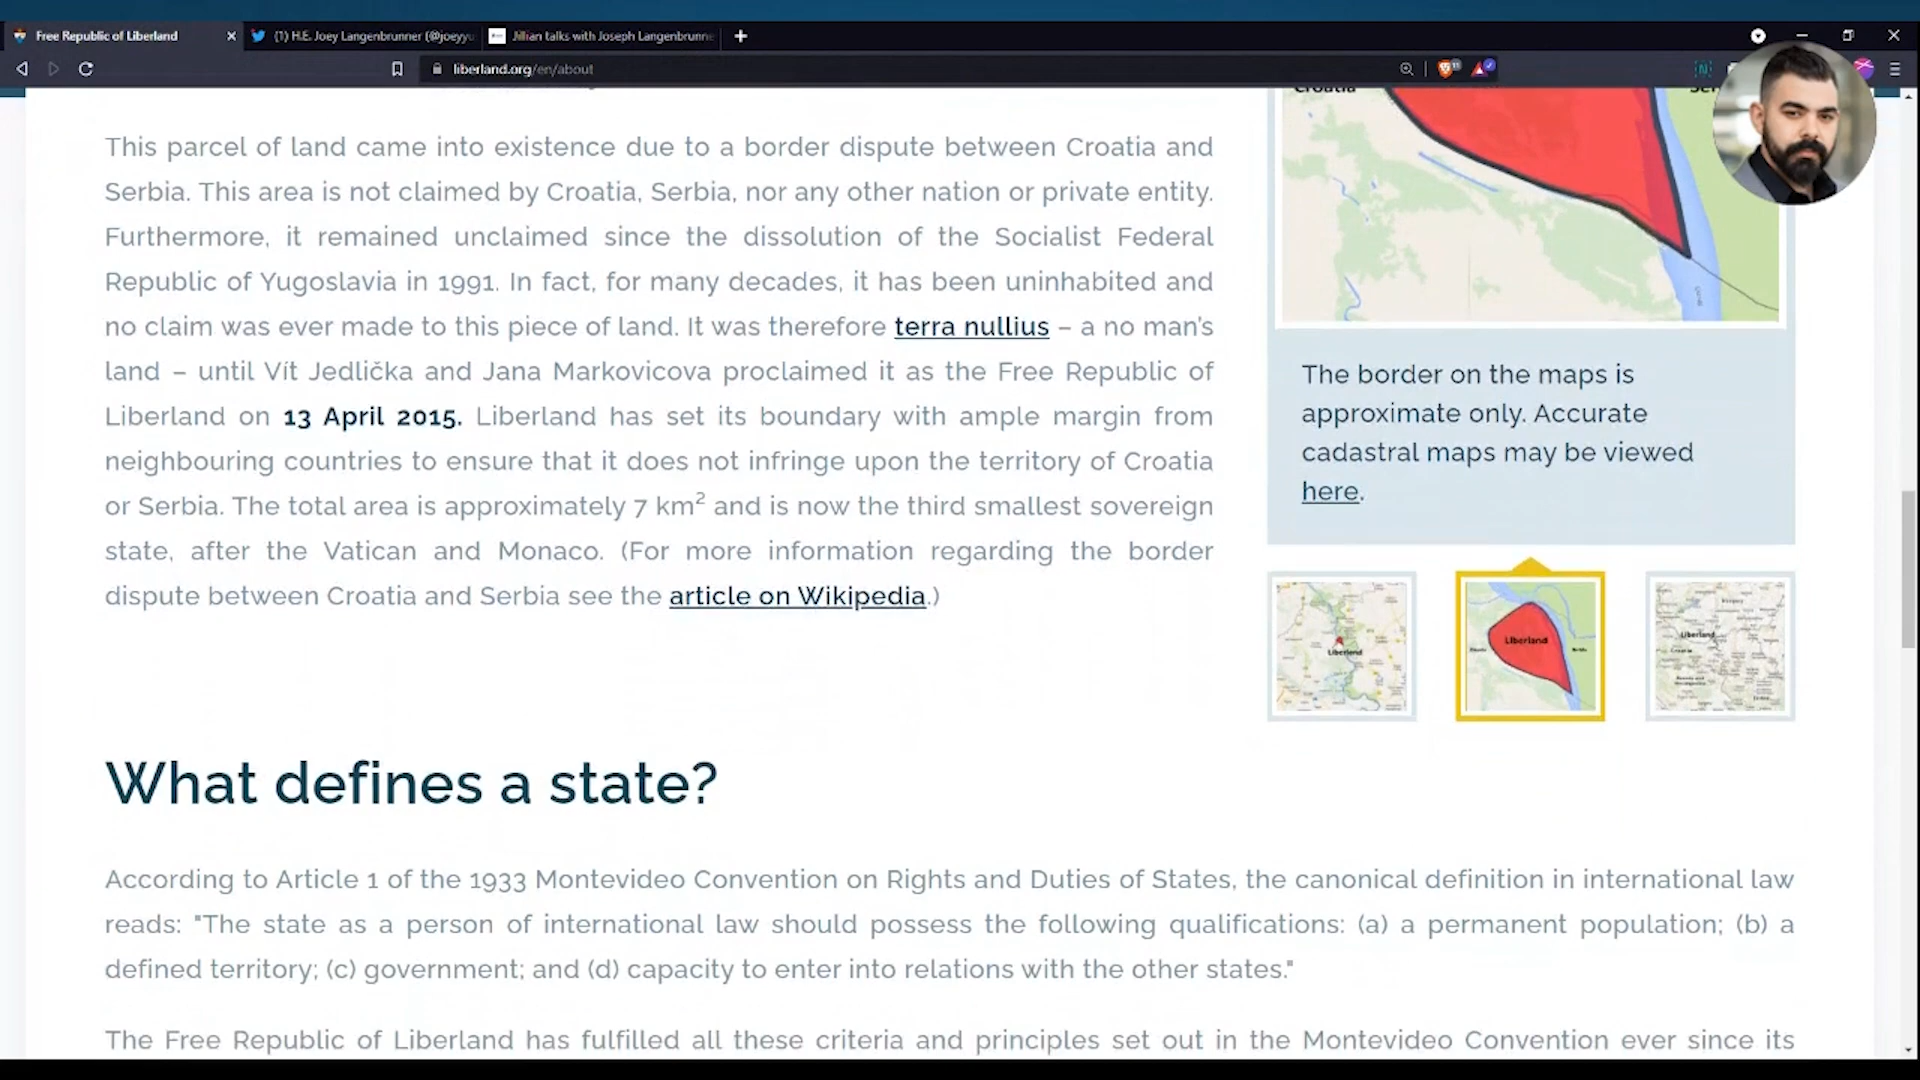 Free Republic of Liberland
(1) H.E. Joey Langenbrunner (@joeyyu
Jillian talks with Joseph Langenbrunne
liberland.org/en/about
Croatia
This parcel of land came into existence due to a border dispute between Croatia and
Serbia. This area is not claimed by Croatia, Serbia, nor any other nation or private entity.
Furthermore, it remained unclaimed since the dissolution of the Socialist Federal
Republic of Yugoslavia in 1991. In fact, for many decades, it has been uninhabited and
no claim was ever made to this piece of land. It was therefore terra nullius – a no man's
land – until Vít Jedlička and Jana Markovicova proclaimed it as the Free Republic of
Liberland on 13 April 2015. Liberland has set its boundary with ample margin from
neighbouring countries to ensure that it does not infringe upon the territory of Croatia
or Serbia. The total area is approximately 7 km² and is now the third smallest sovereign
state, after the Vatican and Monaco. (For more information regarding the border
dispute between Croatia and Serbia see the article on Wikipedia.)
The border on the maps is
approximate only. Accurate
cadastral maps may be viewed
here.
Liberland
Liberland
Liberland
What defines a state?
According to Article 1 of the 1933 Montevideo Convention on Rights and Duties of States, the canonical definition in international law
reads: "The state as a person of international law should possess the following qualifications: (a) a permanent population; (b) a
defined territory; (c) government; and (d) capacity to enter into relations with the other states."
The Free Republic of Liberland has fulfilled all these criteria and principles set out in the Montevideo Convention ever since its